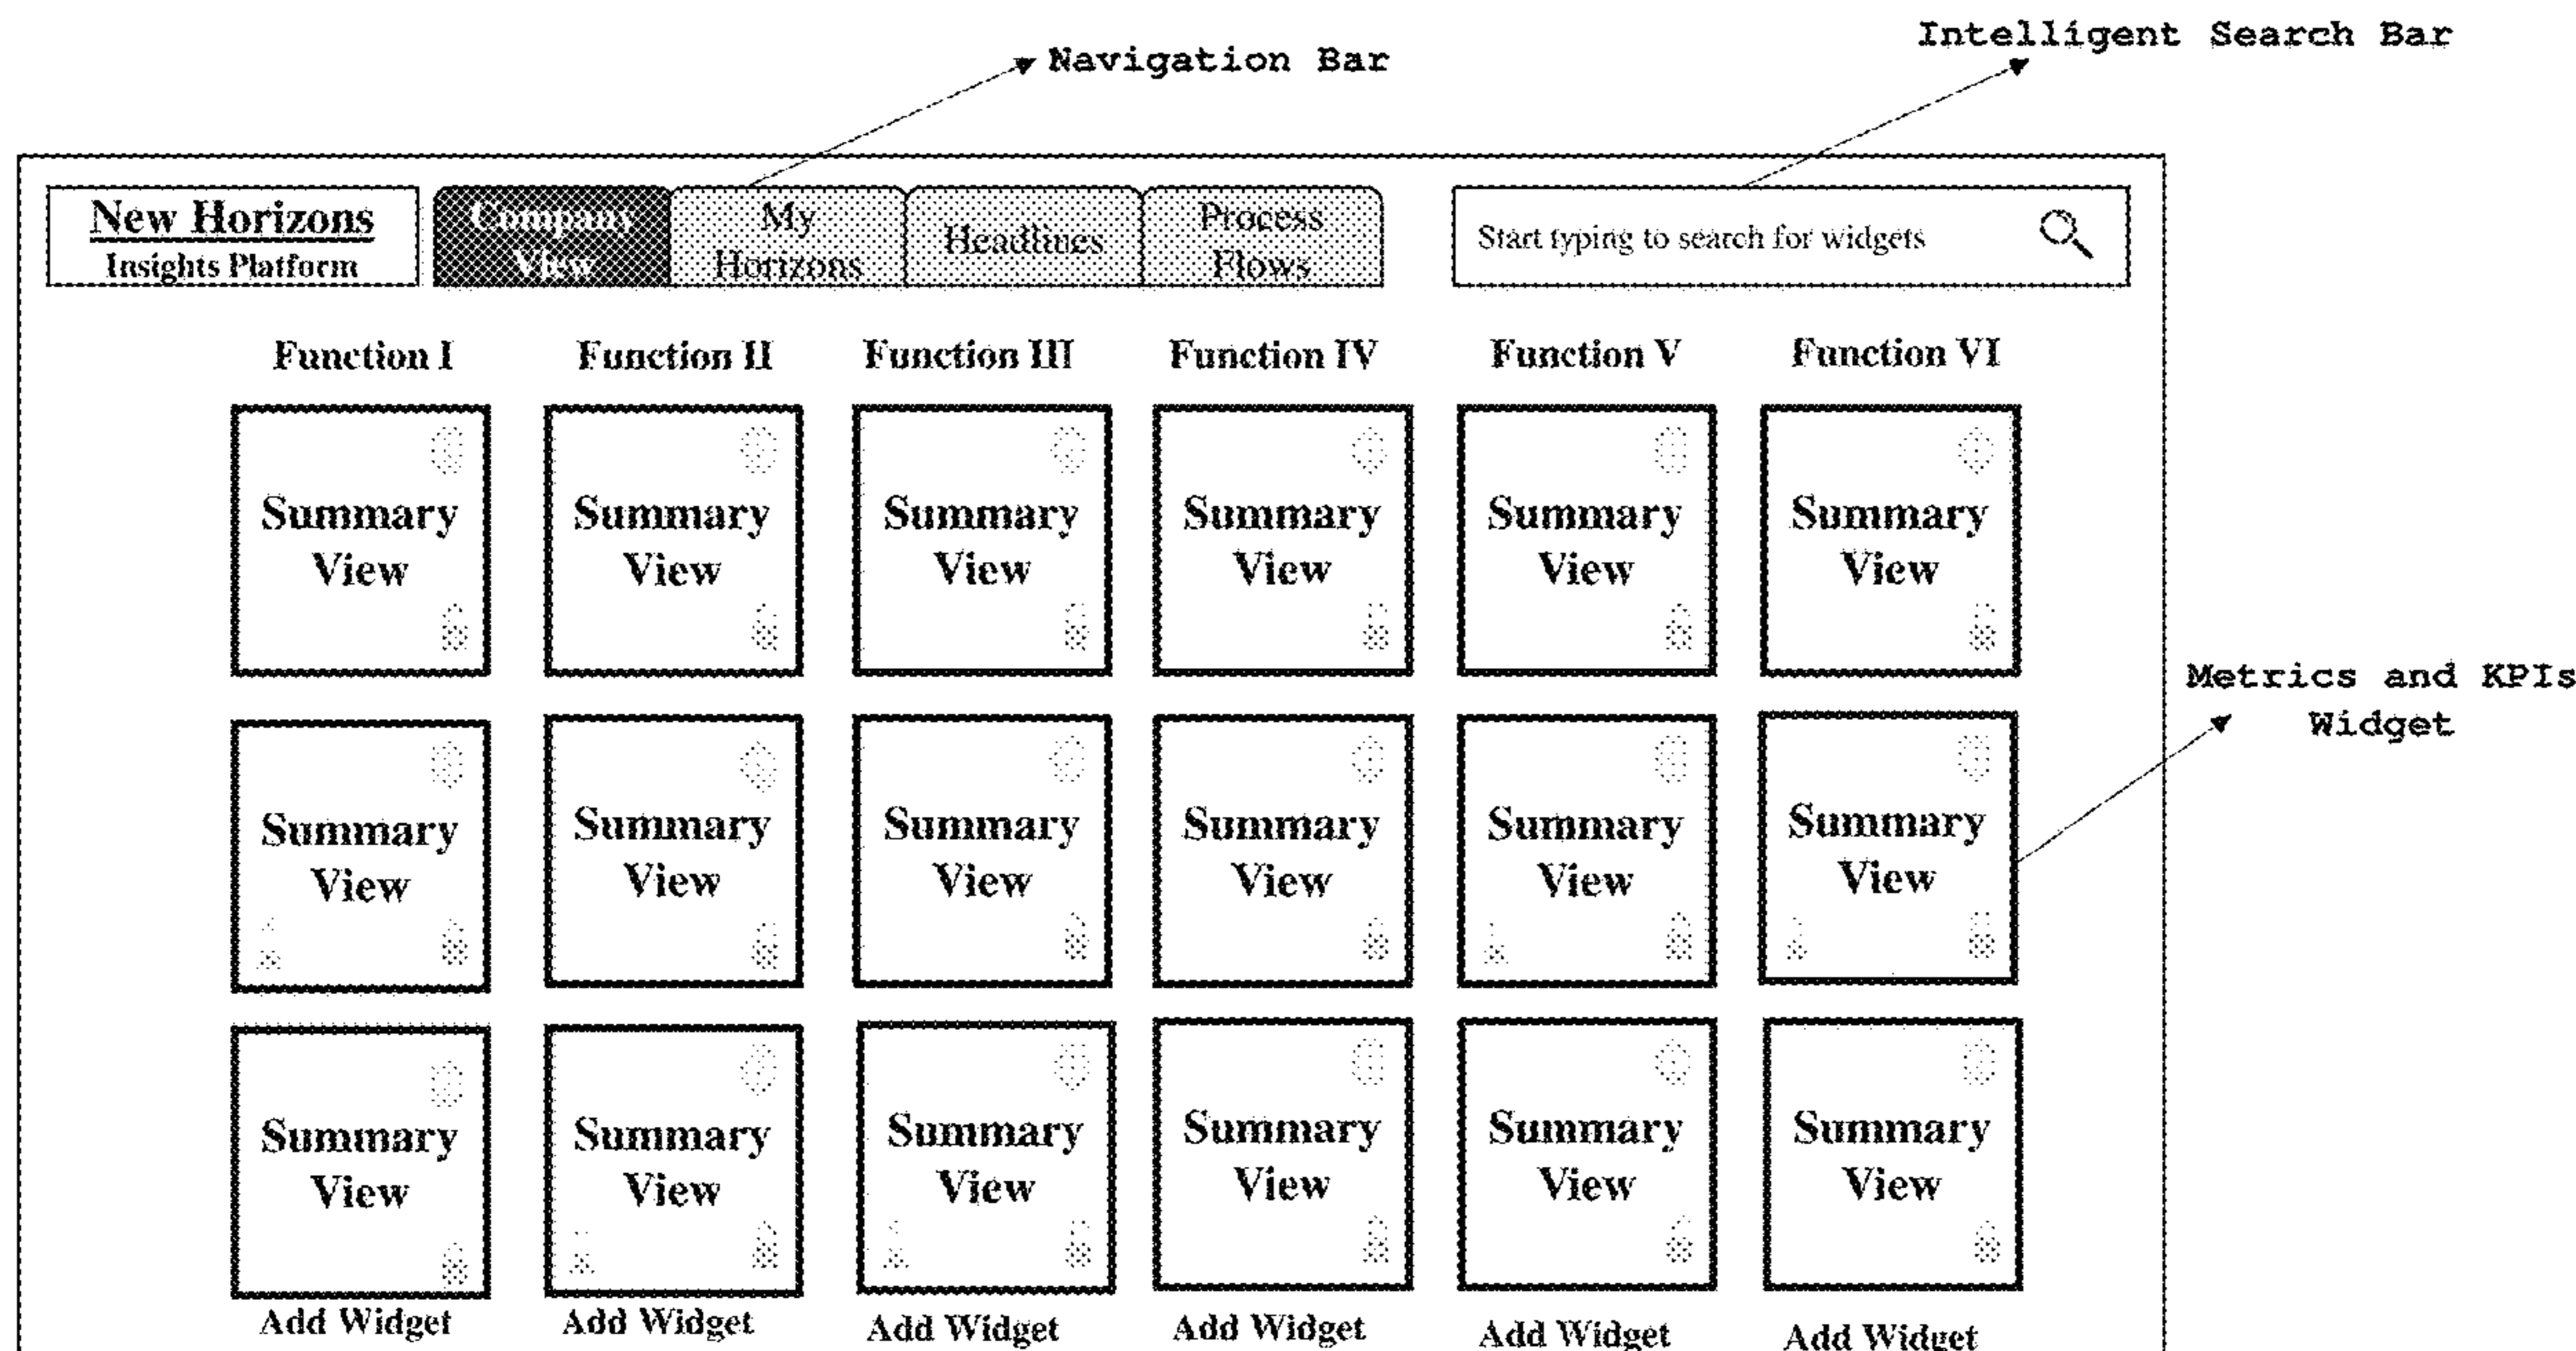 Intelligent Search Bar
Navigation Bar
New Horizons
Insights Platform
Company
View
My
Horizons
Headlines
Process
Flows
Start typing to search for widgets
Function I
Function II
Function III
Function IV
Function V
Function VI
Summary
View
Summary
View
Summary
View
Summary
View
Summary
View
Summary
View
Metrics and KPIs
Widget
Summary
View
Summary
View
Summary
View
Summary
View
Summary
View
Summary
View
Summary
View
Summary
View
Summary
View
Summary
View
Summary
View
Summary
View
Add Widget
Add Widget
Add Widget
Add Widget
Add Widget
Add Widget